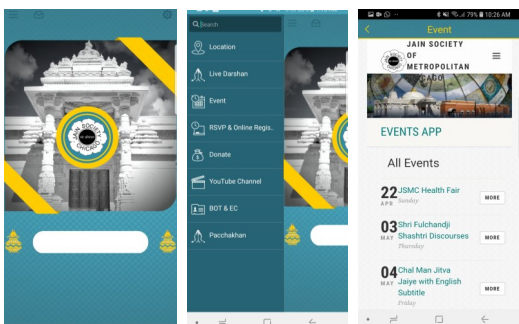 JAIN SOCIETY
CHICAGO
Search
Location
Live Darshan
Event
RSVP & Online Regis..
Donate
YouTube Channel
BOT & EC
Pacchakhan
79% 10:26 AM
Event
JAIN SOCIETY
OF
METROPOLITAN
CHICAGO
EVENTS APP
All Events
22 JSMC Health Fair
APR Sunday
MORE
03 Shri Fulchandji
MAY Shashtri Discourses
Thursday
MORE
04 Chal Man Jitva
MAY Jaiye with English
Subtitle
Friday
MORE